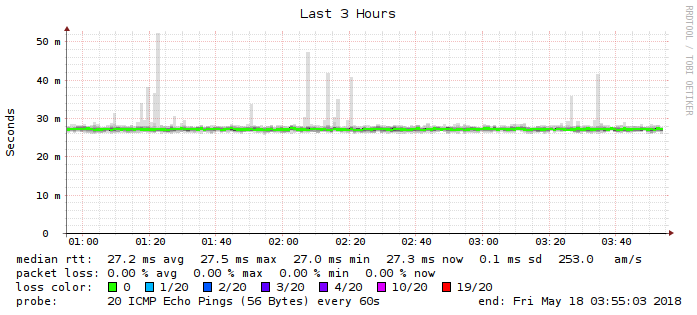 Last 3 Hours
RRDTOOL / TOBI OETIKER
Seconds
50 m
40 m
30 m
20 m
10 m
0
01:00 01:20 01:40 02:00 02:20 02:40 03:00 03:20 03:40
median rtt: 27.2 ms avg 27.5 ms max 27.0 ms min 27.3 ms now 0.1 ms sd 253.0 am/s
packet loss: 0.00 % avg 0.00 % max 0.00 % min 0.00 % now
loss color: 0 1/20 2/20 3/20 4/20 10/20 19/20
probe: 20 ICMP Echo Pings (56 Bytes) every 60s end: Fri May 18 03:55:03 2018